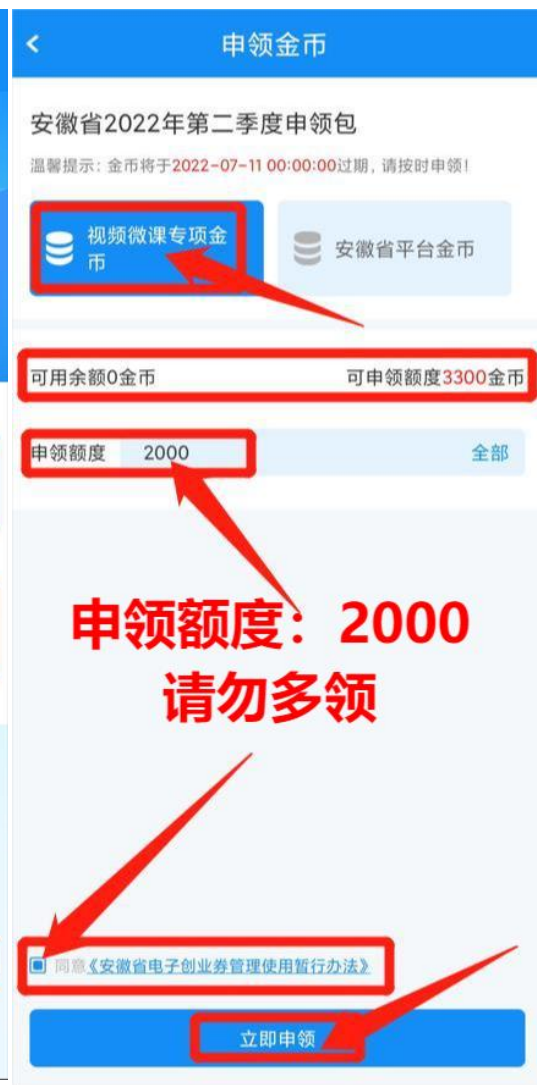 申领金币
安徽省2022年第二季度申领包
温馨提示: 金币将于2022-07-11 00:00:00过期, 请按时申领!
视频微课专项金
币
安徽省平台金币
可用余额0金币
可申领额度3300金币
申领额度 2000
全部
申领额度：2000
请勿多领
同意《安徽省电子创业券管理使用暂行办法》
立即申领